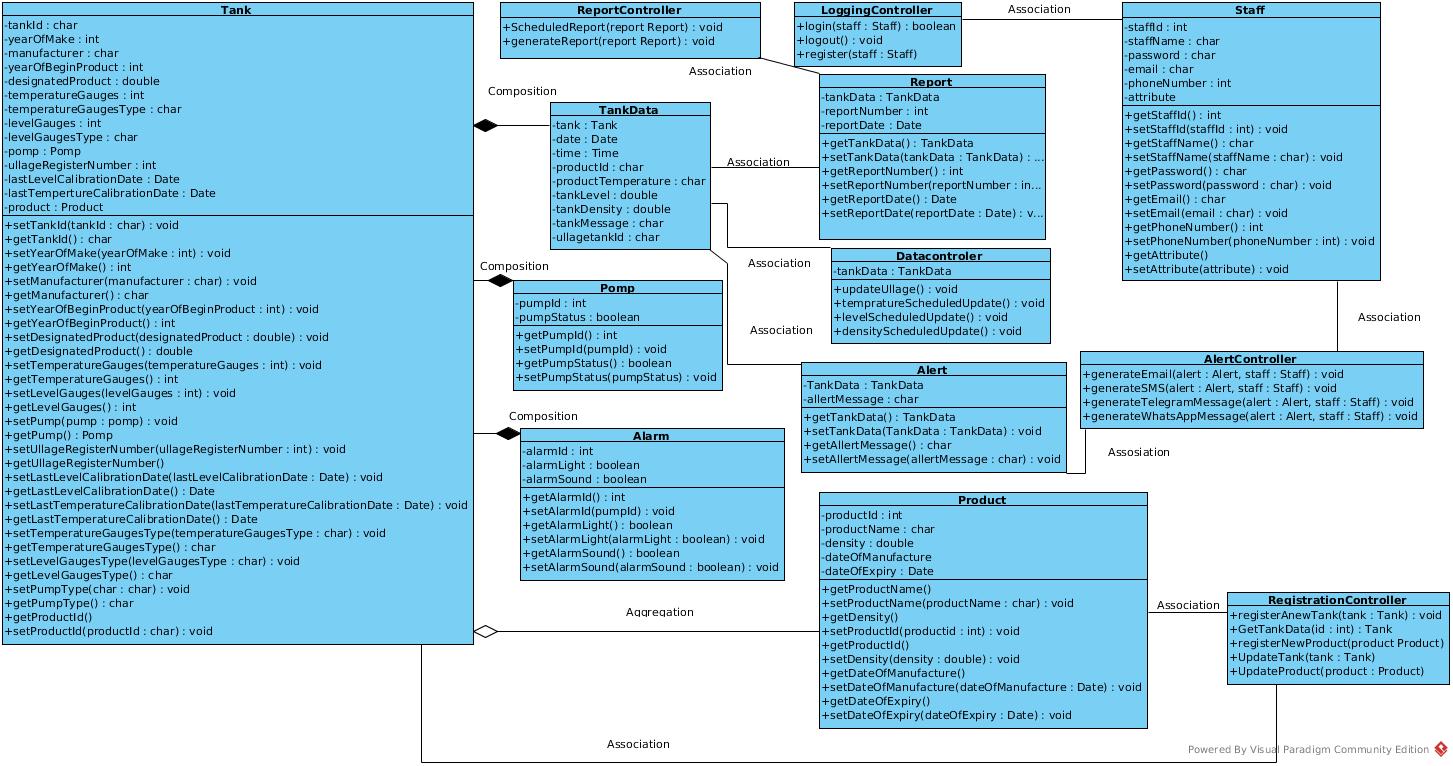 Tank
-tankId : char
-yearOfMake : int
-manufacturer : char
-yearOfBeginProduct : int
-designatedProduct : double
-temperatureGauges : int
-temperatureGaugesType : char
-levelGauges : int
-levelGaugesType : char
-pomp : Pomp
-ullageRegisterNumber : int
-lastLevelCalibrationDate : Date
-lastTempertureCalibrationDate : Date
-product : Product
+setTankId(tankId : char) : void
+getTankId() : char
+setYearOfMake(yearOfMake : int) : void
+getYearOfMake() : int
+setManufacturer(manufacturer : char) : void
+getManufacturer() : char
+setYearOfBeginProduct(yearOfBeginProduct : int) : void
+getYearOfBeginProduct() : int
+setDesignatedProduct(designatedProduct : double) : void
+getDesignatedProduct() : double
+setTemperatureGauges(temperatureGauges : int) : void
+getTemperatureGauges() : int
+setLevelGauges(levelGauges : int) : void
+getLevelGauges() : int
+setPump(pump : pomp) : void
+getPump() : Pomp
+setUllageRegisterNumber(ullageRegisterNumber : int) : void
+getUllageRegisterNumber()
+setLastLevelCalibrationDate(lastLevelCalibrationDate : Date) : void
+getLastLevelCalibrationDate() : Date
+setLastTemperatureCalibrationDate(lastTemperatureCalibrationDate : Date) : void
+getLastTemperatureCalibrationDate() : Date
+setTemperatureGaugesType(temperatureGaugesType : char) : void
+getTemperatureGaugesType() : char
+setLevelGaugesType(levelGaugesType : char) : void
+getLevelGaugesType() : char
+setPumpType(char : char) : void
+getPumpType() : char
+getProductId()
+setProductId(productId : char) : void
ReportController
+ScheduledReport(report Report) : void
+generateReport(report Report) : void
LoggingController
+login(staff : Staff) : boolean
+logout() : void
+register(staff : Staff)
Association
Staff
-staffId : int
-staffName : char
-password : char
-email : char
-phoneNumber : int
-attribute
+getStaffId() : int
+setStaffId(staffId : int) : void
+getStaffName() : char
+setStaffName(staffName : char) : void
+getPassword() : char
+setPassword(password : char) : void
+getEmail() : char
+setEmail(email : char) : void
+getPhoneNumber() : int
+setPhoneNumber(phoneNumber : int) : void
+getAttribute()
+setAttribute(attribute) : void
Association
Composition
TankData
-tank : Tank
-date : Date
-time : Time
-productId : char
-productTemperature : char
-tankLevel : double
-tankDensity : double
-tankMessage : char
-ullagetankId : char
Association
Report
-tankData : TankData
-reportNumber : int
-reportDate : Date
+getTankData() : TankData
+setTankData(tankData : TankData) : ...
+getReportNumber() : int
+setReportNumber(reportNumber : in...
+getReportDate() : Date
+setReportDate(reportDate : Date) : v...
Association
Datacontroler
-tankData : TankData
+updateUllage() : void
+tempratureScheduledUpdate() : void
+levelScheduledUpdate() : void
+densityScheduledUpdate() : void
Composition
Pomp
-pumpId : int
-pumpStatus : boolean
+getPumpId() : int
+setPumpId(pumpId) : void
+getPumpStatus() : boolean
+setPumpStatus(pumpStatus) : void
Association
Association
Alert
-TankData : TankData
-allertMessage : char
+getTankData() : TankData
+setTankData(TankData : TankData) : void
+getAllertMessage() : char
+setAllertMessage(allertMessage : char) : void
AlertController
+generateEmail(alert : Alert, staff : Staff) : void
+generateSMS(alert : Alert, staff : Staff) : void
+generateTelegramMessage(alert : Alert, staff : Staff) : void
+generateWhatsAppMessage(alert : Alert, staff : Staff) : void
Assosiation
Composition
Alarm
-alarmId : int
-alarmLight : boolean
-alarmSound : boolean
+getAlarmId() : int
+setAlarmId(pumpId) : void
+getAlarmLight() : boolean
+setAlarmLight(alarmLight : boolean) : void
+getAlarmSound() : boolean
+setAlarmSound(alarmSound : boolean) : void
Aggregation
Product
-productId : int
-productName : char
-density : double
-dateOfManufacture
-dateOfExpiry : Date
+getProductName()
+setProductName(productName : char) : void
+getDensity()
+setProductId(productid : int) : void
+getProductId()
+setDensity(density : double) : void
+getDateOfManufacture()
+setDateOfManufacture(dateOfManufacture : Date) : void
+getDateOfExpiry()
+setDateOfExpiry(dateOfExpiry : Date) : void
Association
RegistrationController
+registerAnewTank(tank : Tank) : void
+GetTankData(id : int) : Tank
+registerNewProduct(product Product)
+UpdateTank(tank : Tank)
+UpdateProduct(product : Product)
Association
Powered By Visual Paradigm Community Edition